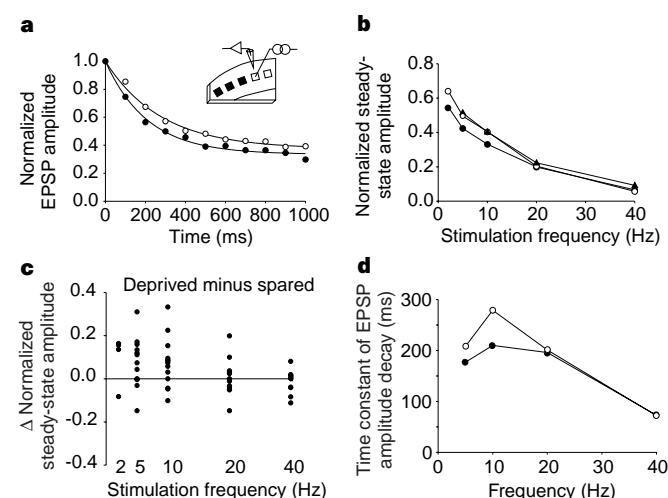 a
1.0
0.8
0.6
0.4
0.2
0.0
0 200 400 600 800 1000
Time (ms)
Normalized
EPSP amplitude
b
0.8
0.6
0.4
0.2
0.0
0 10 20 30 40
Stimulation frequency (Hz)
Normalized steady-
state amplitude
c
Deprived minus spared
0.4
0.2
0.0
-0.2
-0.4
2 5 10 20 40
Stimulation frequency (Hz)
Δ Normalized
steady-state amplitude
d
300
200
100
0
0 10 20 30 40
Frequency (Hz)
Time constant of EPSP
amplitude decay (ms)